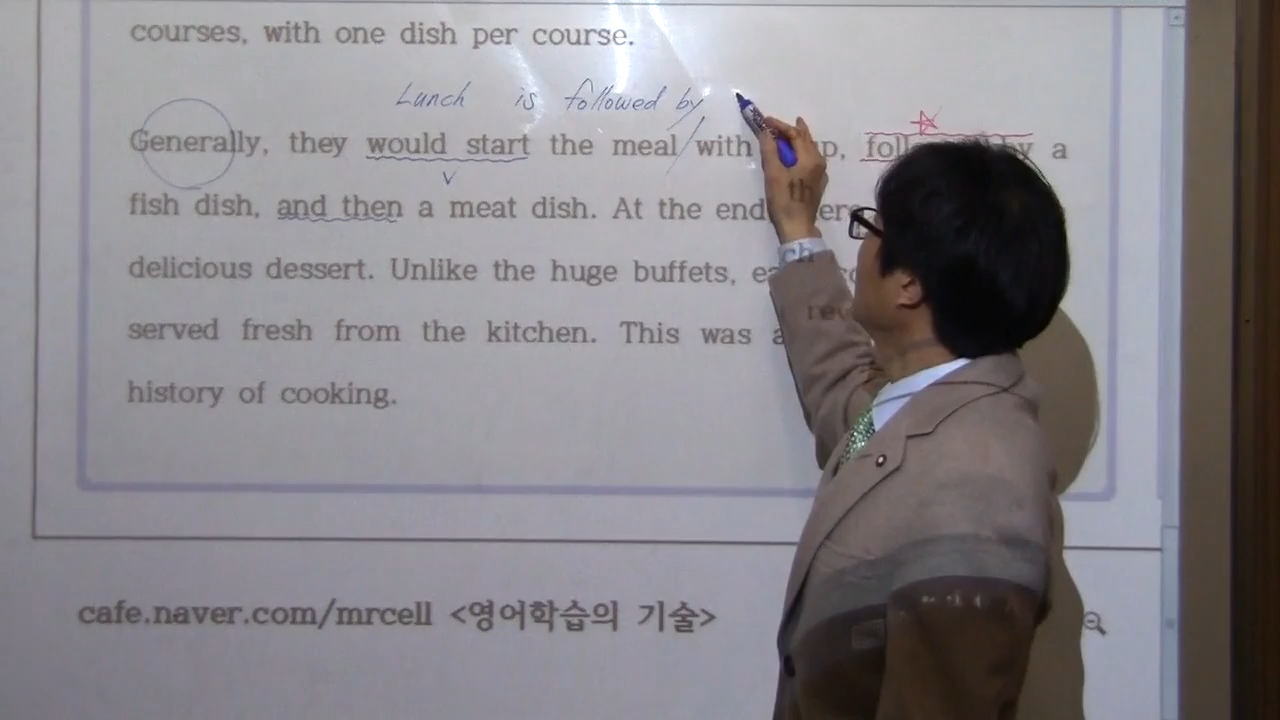 courses, with one dish per course.
Lunch is followed by
Generally, they would start the meal with followed by a
fish dish, and then a meat dish. At the end
delicious dessert. Unlike the huge buffets,
served fresh from the kitchen. This was
history of cooking.
cafe.naver.com/mrcell <영어학습의 기술>